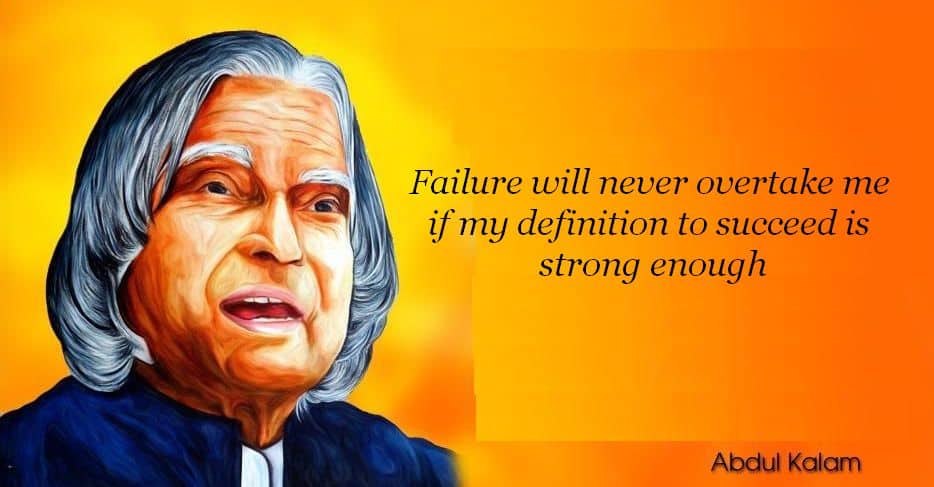 Failure will never overtake me
if my definition to succeed is
strong enough
Abdul Kalam